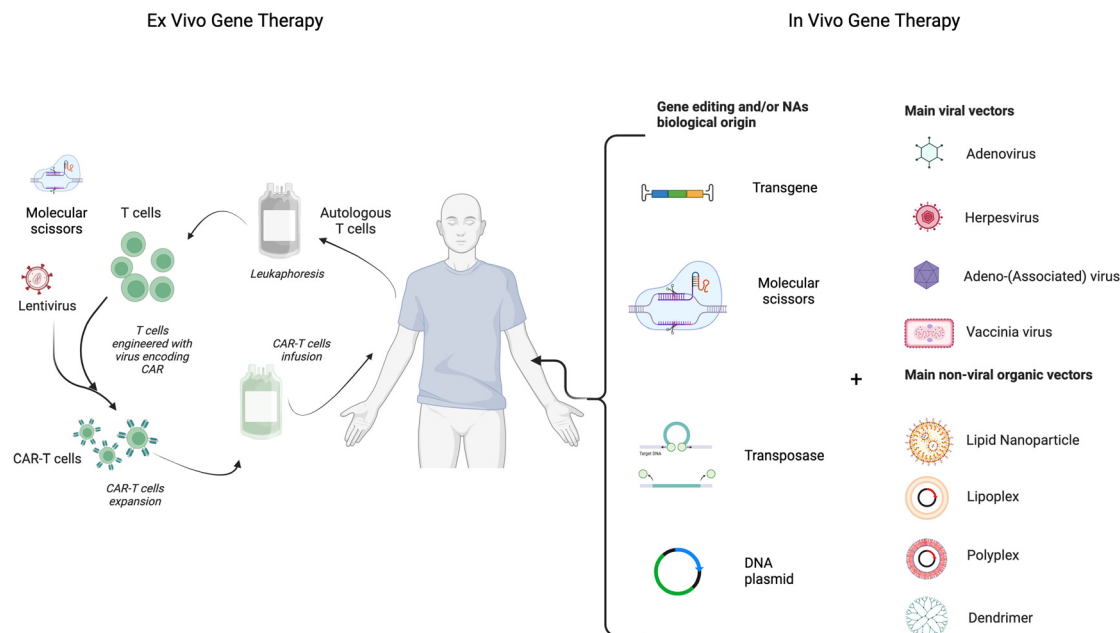 Ex Vivo Gene Therapy
In Vivo Gene Therapy
Molecular
scissors
T cells
Lentivirus
T cells
engineered with
virus encoding
CAR
CAR-T cells
CAR-T cells
expansion
Leukaphoresis
Autologous
T cells
CAR-T cells
infusion
Gene editing and/or NAs
biological origin
Transgene
Molecular
scissors
Target DNA
Transposase
DNA
plasmid
+
Main viral vectors
Adenovirus
Herpesvirus
Adeno-(Associated) virus
Vaccinia virus
Main non-viral organic vectors
Lipid Nanoparticle
Lipoplex
Polyplex
Dendrimer